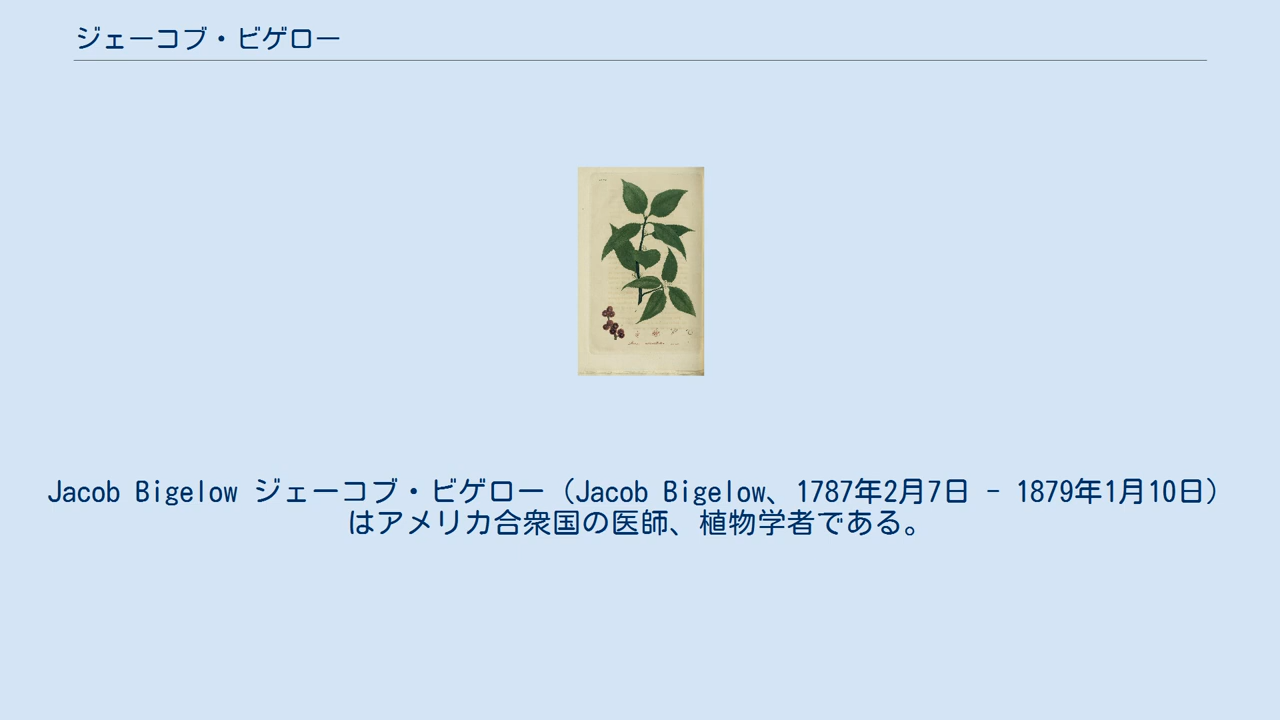 ジェーコブ・ビゲロー
Jacob Bigelow ジェーコブ・ビゲロー（Jacob Bigelow、1787年2月7日 - 1879年1月10日）
はアメリカ合衆国の医師、植物学者である。